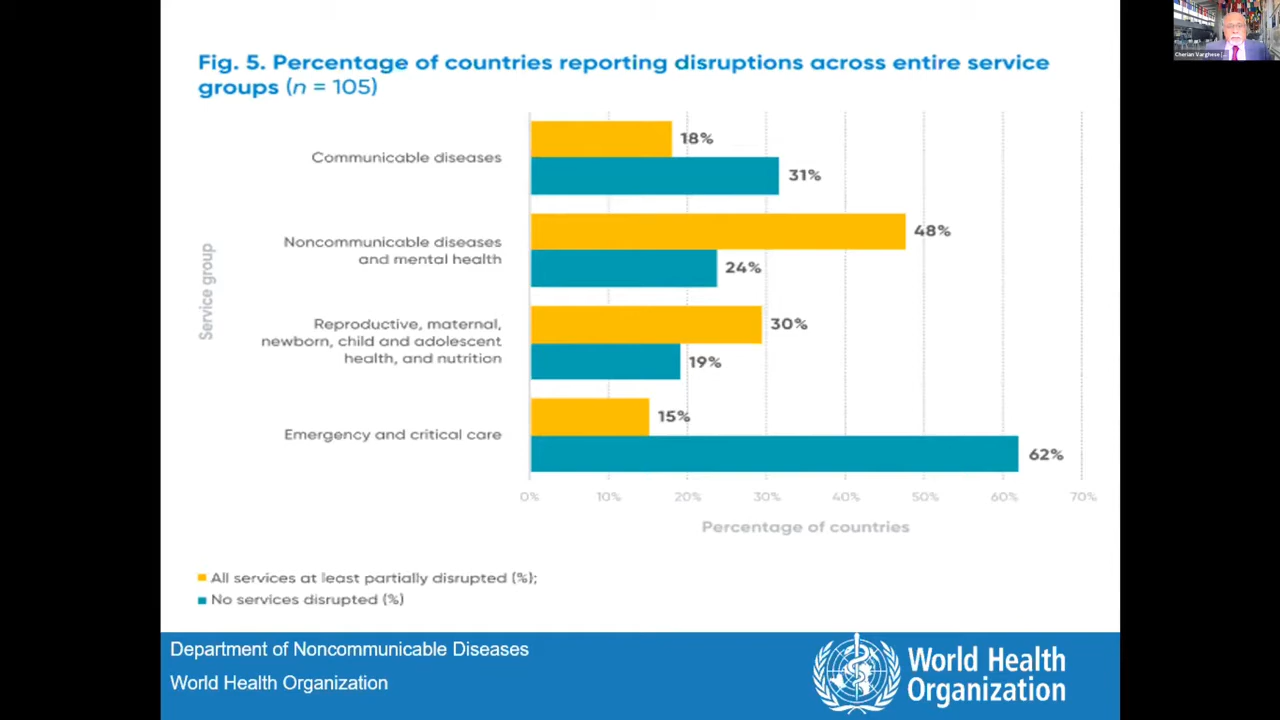 Cherian Varghese [...
Fig. 5. Percentage of countries reporting disruptions across entire service
groups (n = 105)
Service group
Communicable diseases
18%
31%
Noncommunicable diseases
and mental health
48%
24%
Reproductive, maternal,
newborn, child and adolescent
health, and nutrition
30%
19%
Emergency and critical care
15%
62%
0% 10% 20% 30% 40% 50% 60% 70%
Percentage of countries
All services at least partially disrupted (%);
No services disrupted (%)
Department of Noncommunicable Diseases
World Health Organization
World Health
Organization